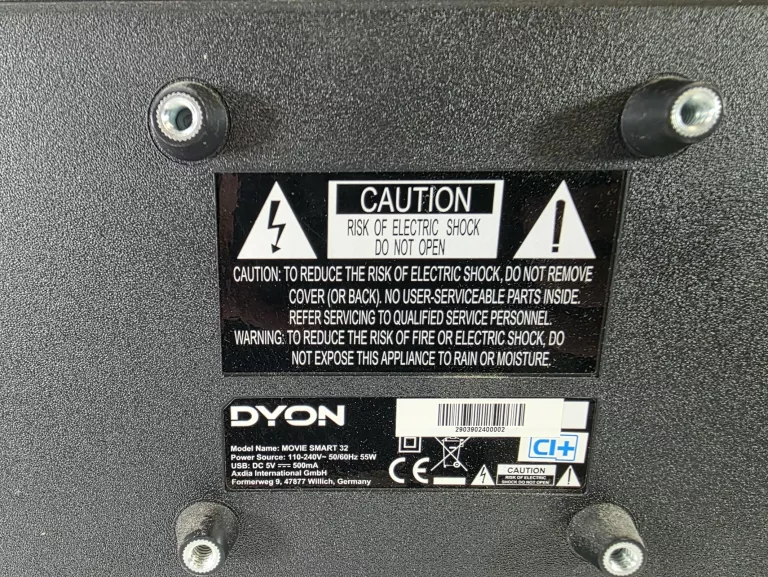 CAUTION
RISK OF ELECTRIC SHOCK
DO NOT OPEN
CAUTION: TO REDUCE THE RISK OF ELECTRIC SHOCK, DO NOT REMOVE
COVER (OR BACK). NO USER-SERVICEABLE PARTS INSIDE.
REFER SERVICING TO QUALIFIED SERVICE PERSONNEL.
WARNING: TO REDUCE THE RISK OF FIRE OR ELECTRIC SHOCK, DO
NOT EXPOSE THIS APPLIANCE TO RAIN OR MOISTURE.
DYON
2903902400002
Model Name: MOVIE SMART 32
Power Source: 110-240V~ 50/60Hz 55W
USB: DC 5V ⎓ 500mA
Axdia International GmbH
Formerweg 9, 47877 Willich, Germany
CE
CI+
CAUTION
RISK OF ELECTRIC
SHOCK DO NOT OPEN